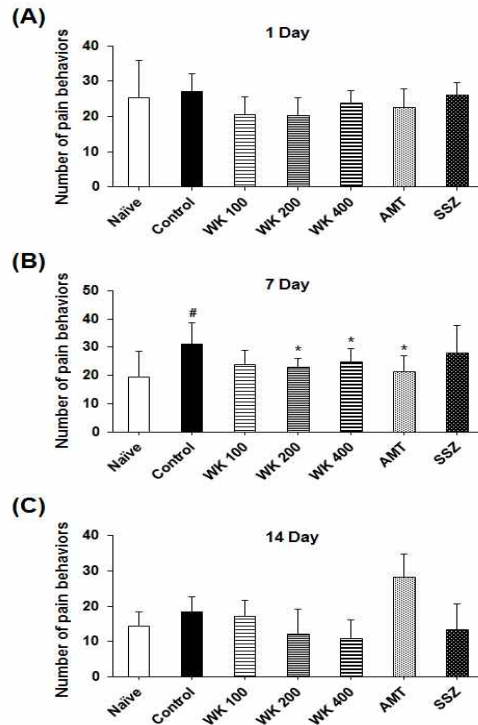 (A)
1 Day
Number of pain behaviors
40
30
20
10
0
Naïve
Control
WK 100
WK 200
WK 400
AMT
SSZ
(B)
7 Day
Number of pain behaviors
50
40
30
20
10
0
#
*
*
*
Naïve
Control
WK 100
WK 200
WK 400
AMT
SSZ
(C)
14 Day
Number of pain behaviors
40
30
20
10
0
Naïve
Control
WK 100
WK 200
WK 400
AMT
SSZ